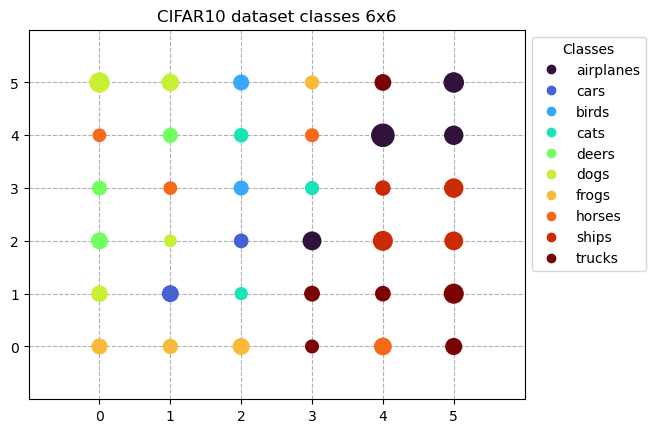 CIFAR10 dataset classes 6x6
Classes
airplanes
cars
birds
cats
deers
dogs
frogs
horses
ships
trucks
5
4
3
2
1
0
0 1 2 3 4 5